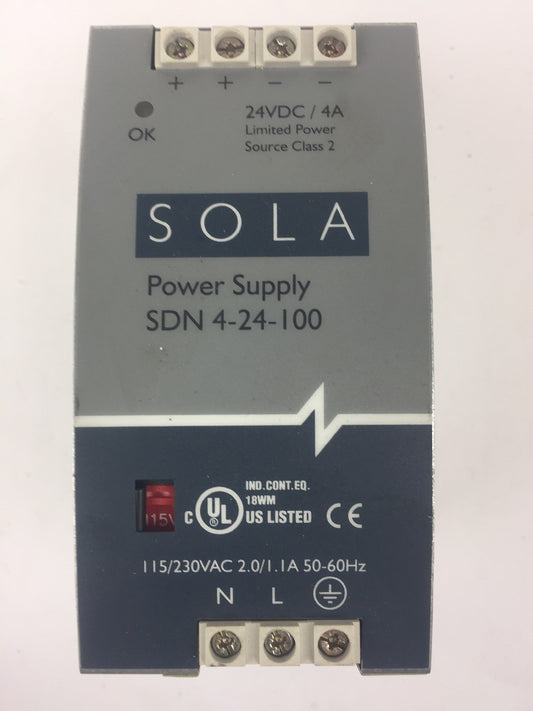 + + − −
24VDC / 4A
OK
Limited Power
Source Class 2
SOLA
Power Supply
SDN 4-24-100
IND.CONT.EQ.
18WM
115V
C UL ® US LISTED CE
115/230VAC 2.0/1.1A 50-60Hz
N L